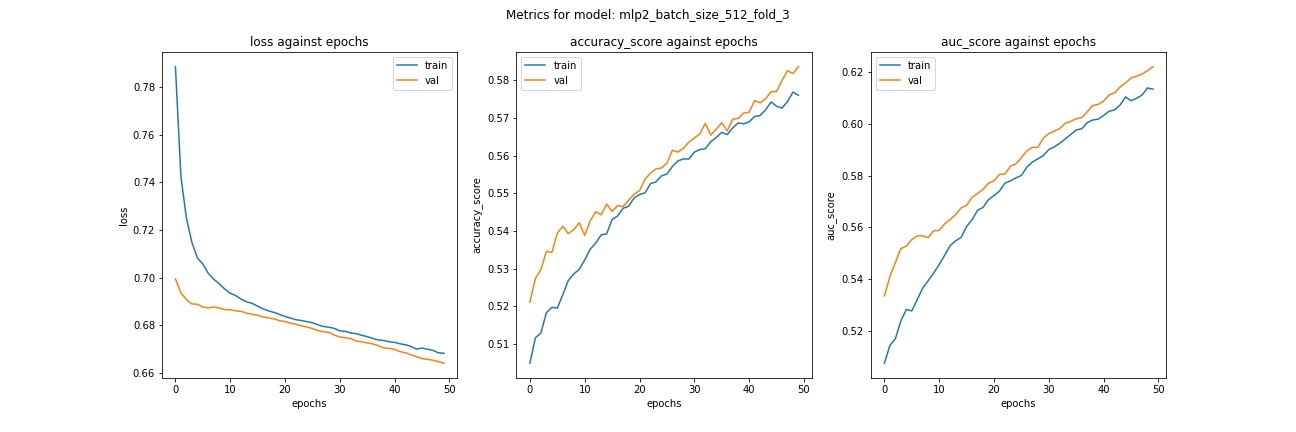 Metrics for model: mlp2_batch_size_512_fold_3
loss against epochs
train
val
0.78
0.76
0.74
0.72
0.70
0.68
0.66
loss
0
10
20
30
40
50
epochs
accuracy_score against epochs
train
val
0.58
0.57
0.56
0.55
0.54
0.53
0.52
0.51
accuracy_score
0
10
20
30
40
50
epochs
auc_score against epochs
train
val
0.62
0.60
0.58
0.56
0.54
0.52
auc_score
0
10
20
30
40
50
epochs